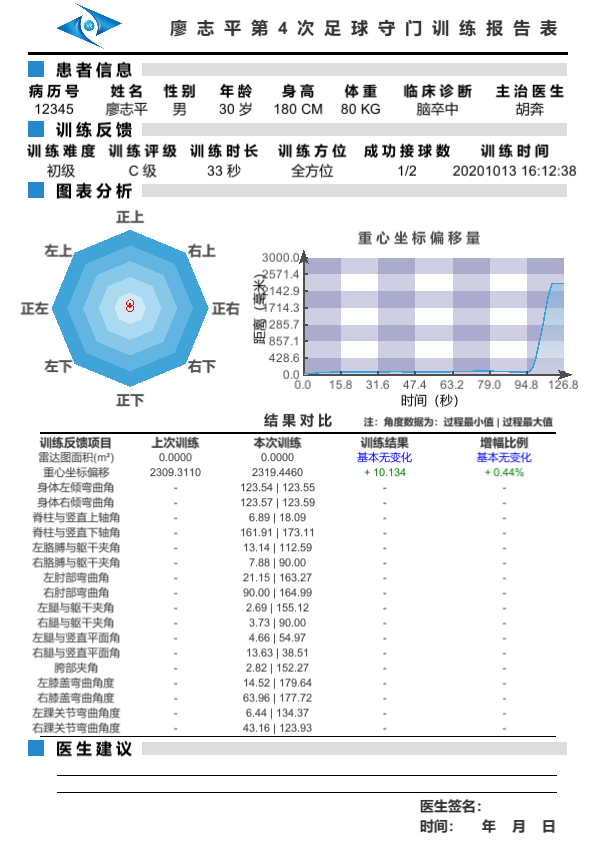 廖志平第4次足球守门训练报告表
患者信息
病历号 姓名 性别 年龄 身高 体重 临床诊断 主治医生
12345 廖志平 男 30 岁 180 CM 80 KG 脑卒中 胡奔
训练反馈
训练难度 训练评级 训练时长 训练方位 成功接球数 训练时间
初级 C 级 33 秒 全方位 1/2 20201013 16:12:38
图表分析
正上
左上 右上
正左 正右
左下 右下
正下
重心坐标偏移量
距离（毫米）
3000.0
2571.4
2142.9
1714.3
1285.7
857.1
428.6
0.0
0.0 15.8 31.6 47.4 63.2 79.0 94.8 126.8
时间（秒）
结果对比 注：角度数据为：过程最小值 | 过程最大值
训练反馈项目 上次训练 本次训练 训练结果 增幅比例
雷达图面积(m²) 0.0000 0.0000 基本无变化 基本无变化
重心坐标偏移 2309.3110 2319.4460 + 10.134 + 0.44%
身体左倾弯曲角 - 123.54 | 123.55 - -
身体右倾弯曲角 - 123.57 | 123.59 - -
脊柱与竖直上轴角 - 6.89 | 18.09 - -
脊柱与竖直下轴角 - 161.91 | 173.11 - -
左胳膊与躯干夹角 - 13.14 | 112.59 - -
右胳膊与躯干夹角 - 7.88 | 90.00 - -
左肘部弯曲角 - 21.15 | 163.27 - -
右肘部弯曲角 - 90.00 | 164.99 - -
左腿与躯干夹角 - 2.69 | 155.12 - -
右腿与躯干夹角 - 3.73 | 90.00 - -
左腿与竖直平面角 - 4.66 | 54.97 - -
右腿与竖直平面角 - 13.63 | 38.51 - -
胯部夹角 - 2.82 | 152.27 - -
左膝盖弯曲角度 - 14.52 | 179.64 - -
右膝盖弯曲角度 - 63.96 | 177.72 - -
左踝关节弯曲角度 - 6.44 | 134.37 - -
右踝关节弯曲角度 - 43.16 | 123.93 - -
医生建议
医生签名：
时间： 年 月 日